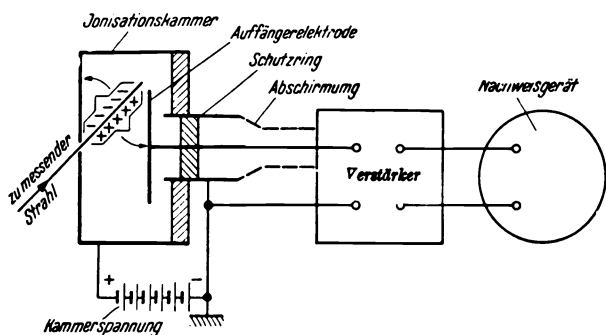 Jonisationskammer
Auffängerelektrode
Schutzring
Abschirmung
Nachweisgerät
Verstärker
zu messender
Strahl
+ −
Kammerspannung